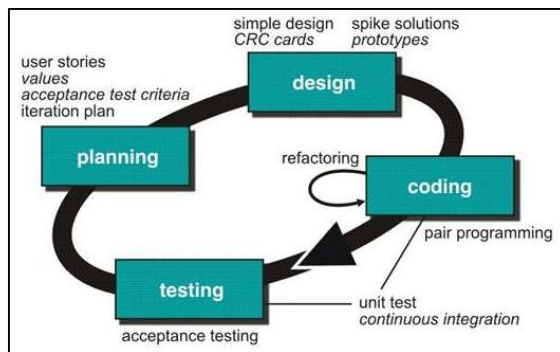 simple design
CRC cards
spike solutions
prototypes
design
user stories
values
acceptance test criteria
iteration plan
planning
refactoring
coding
pair programming
testing
acceptance testing
unit test
continuous integration